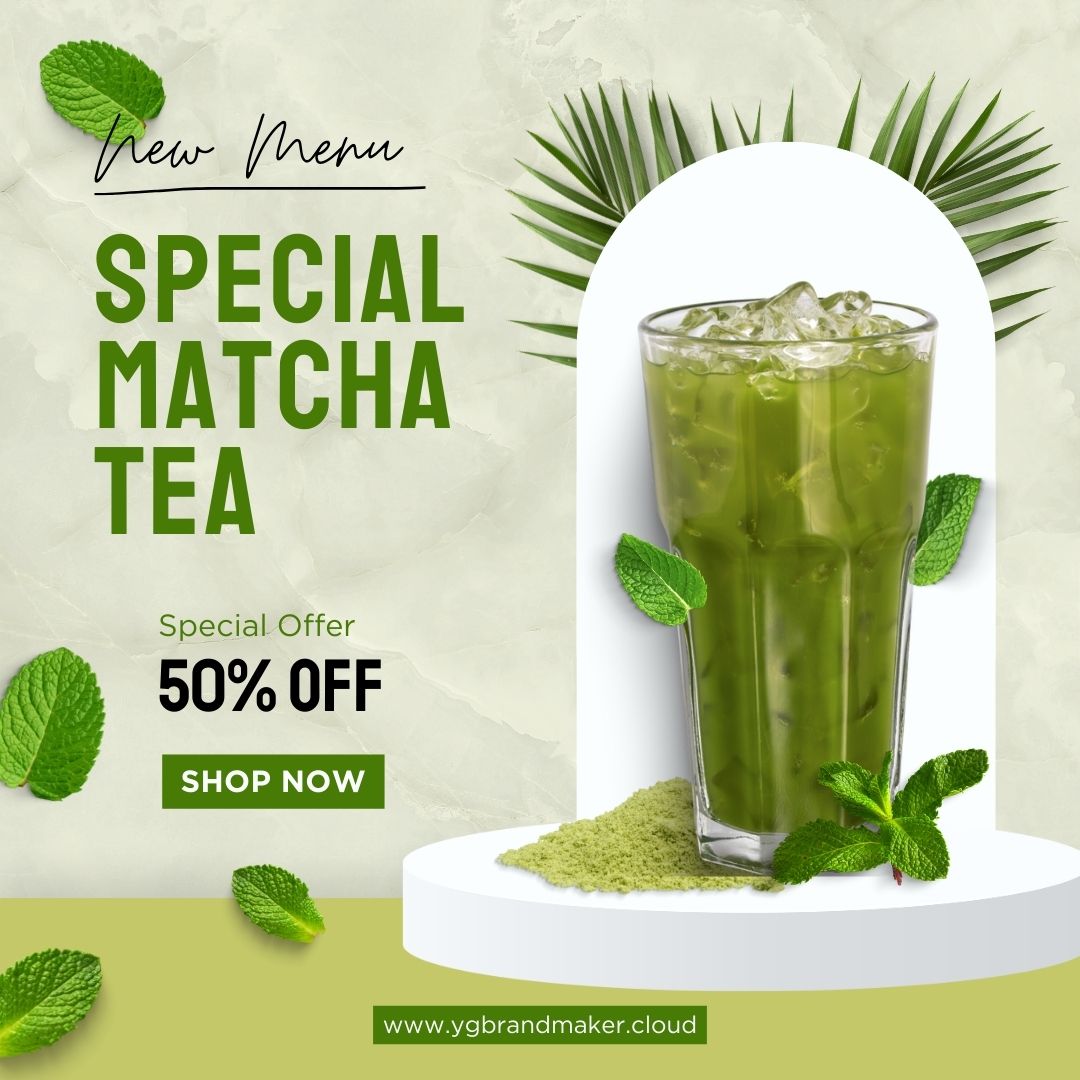 New Menu
SPECIAL
MATCHA
TEA
Special Offer
50% OFF
SHOP NOW
www.ygbrandmaker.cloud